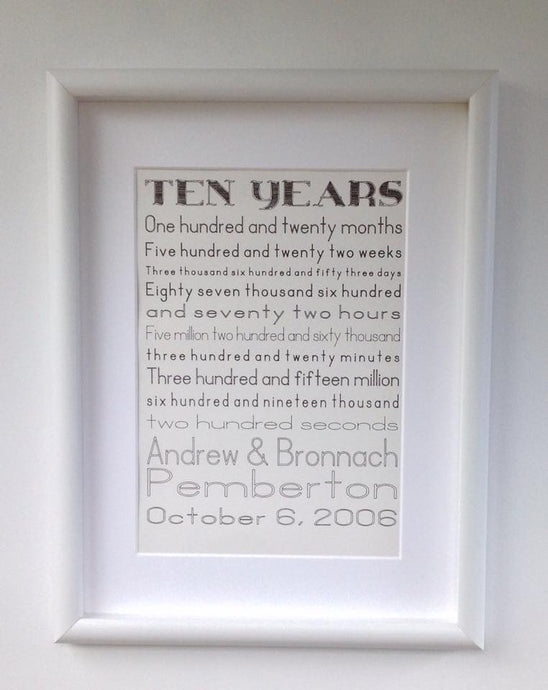 TEN YEARS
One hundred and twenty months
Five hundred and twenty two weeks
Three thousand six hundred and fifty three days
Eighty seven thousand six hundred
and seventy two hours
Five million two hundred and sixty thousand
three hundred and twenty minutes
Three hundred and fifteen million
six hundred and nineteen thousand
two hundred seconds
Andrew & Bronnach
Pemberton
October 6, 2006